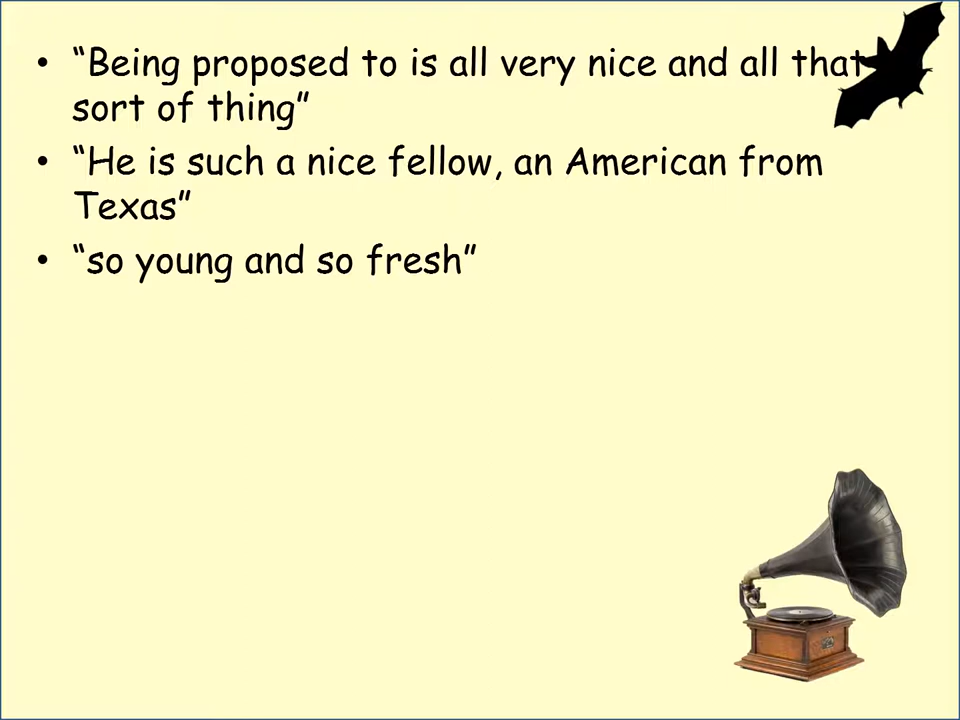 • “Being proposed to is all very nice and all that
sort of thing”
• “He is such a nice fellow, an American from
Texas”
• “so young and so fresh”